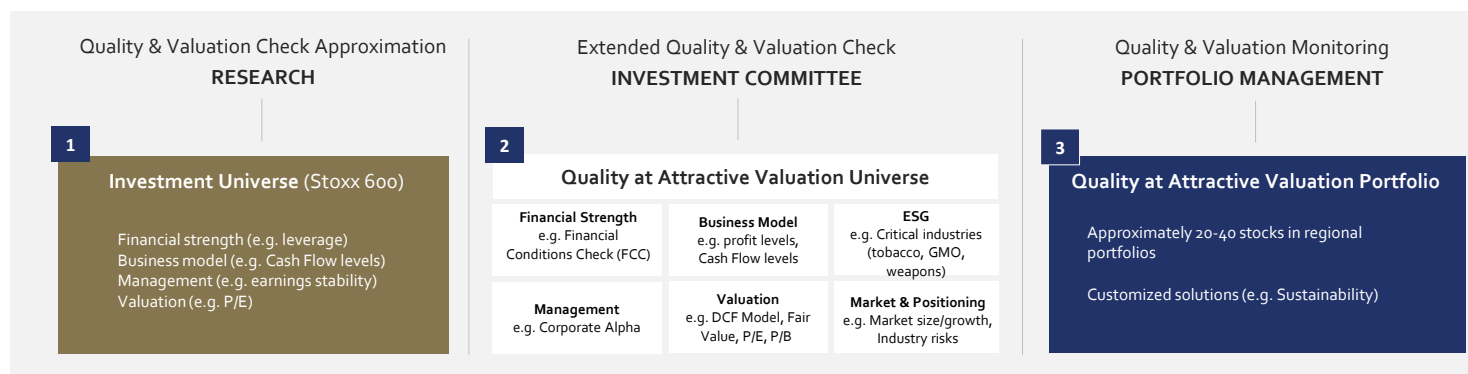 Quality & Valuation Check Approximation
RESEARCH
1
Investment Universe (Stoxx 600)
Financial strength (e.g. leverage)
Business model (e.g. Cash Flow levels)
Management (e.g. earnings stability)
Valuation (e.g. P/E)
Extended Quality & Valuation Check
INVESTMENT COMMITTEE
2
Quality at Attractive Valuation Universe
Financial Strength
e.g. Financial
Conditions Check (FCC)
Business Model
e.g. profit levels,
Cash Flow levels
ESG
e.g. Critical industries
(tobacco, GMO,
weapons)
Management
e.g. Corporate Alpha
Valuation
e.g. DCF Model, Fair
Value, P/E, P/B
Market & Positioning
e.g. Market size/growth,
Industry risks
Quality & Valuation Monitoring
PORTFOLIO MANAGEMENT
3
Quality at Attractive Valuation Portfolio
Approximately 20-40 stocks in regional
portfolios
Customized solutions (e.g. Sustainability)